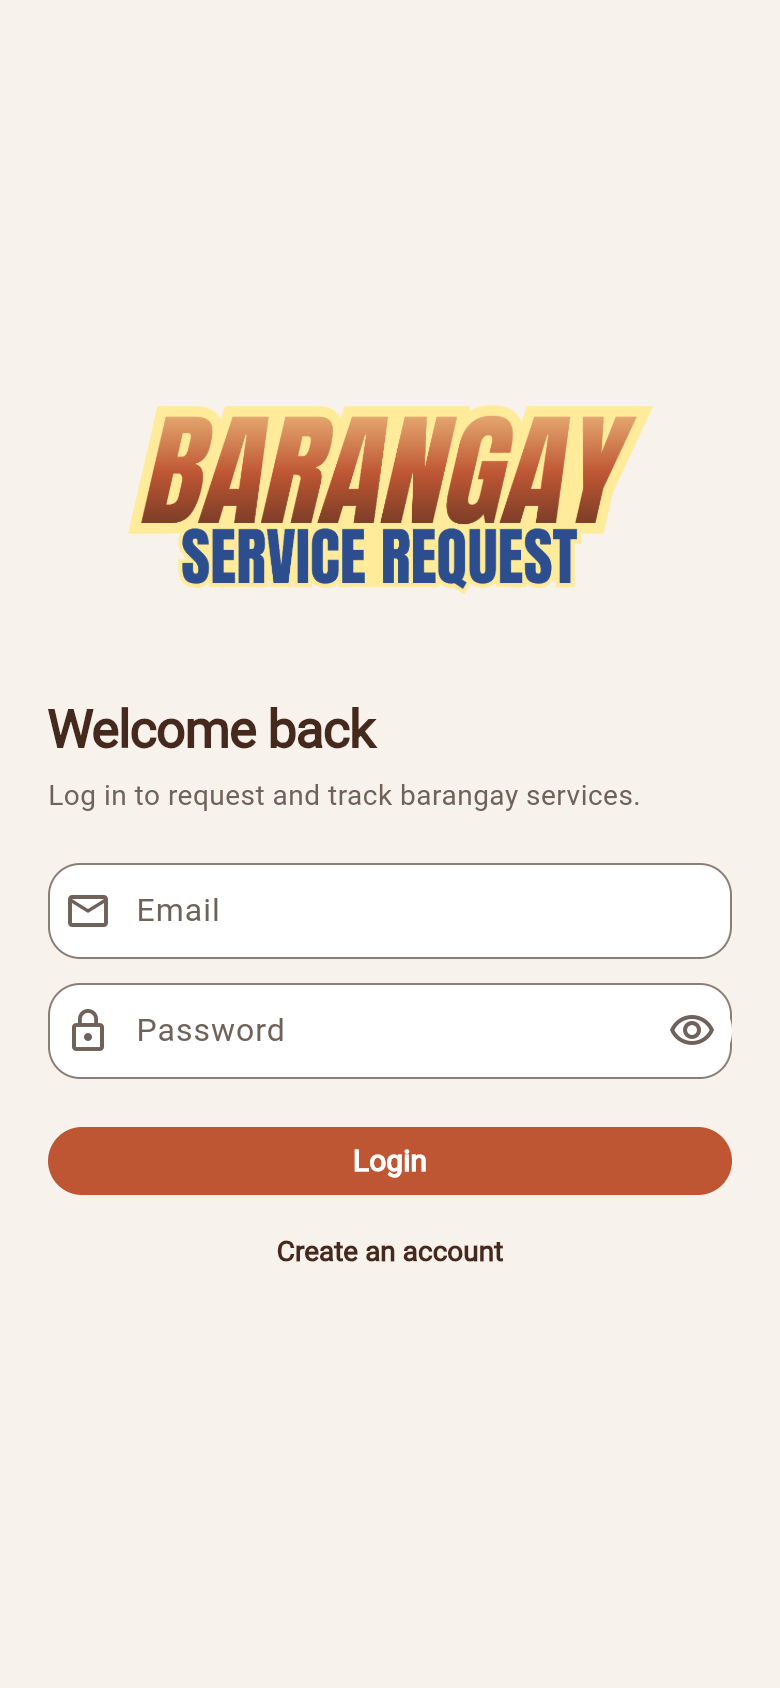 BARANGAY
SERVICE REQUEST
Welcome back
Log in to request and track barangay services.
Email
Password
Login
Create an account